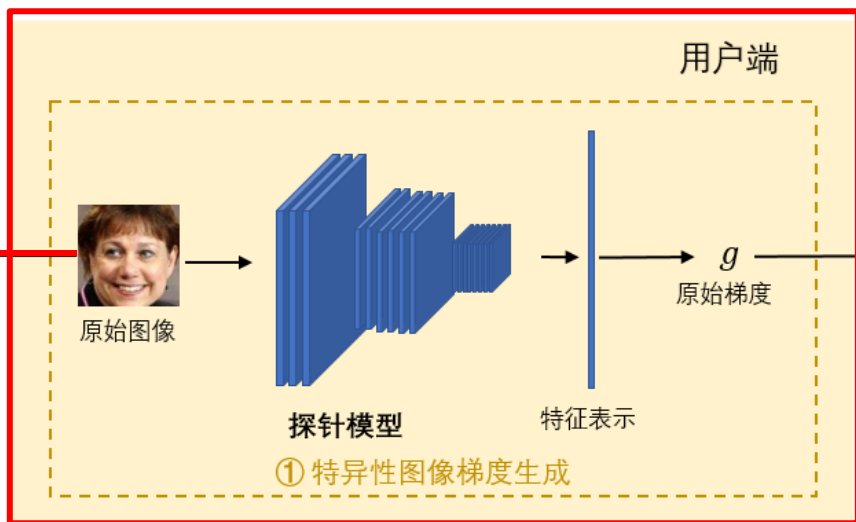 用户端
原始图像
探针模型
特征表示
g
原始梯度
① 特异性图像梯度生成